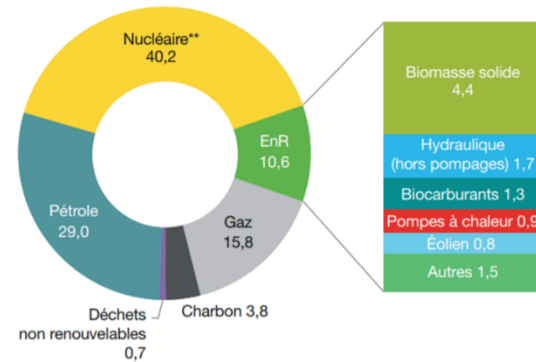 Nucléaire**
40,2
EnR
10,6
Gaz
15,8
Charbon 3,8
Déchets
non renouvelables
0,7
Pétrole
29,0
Biomasse solide
4,4
Hydraulique
(hors pompages) 1,7
Biocarburants 1,3
Pompes à chaleur 0,9
Éolien 0,8
Autres 1,5